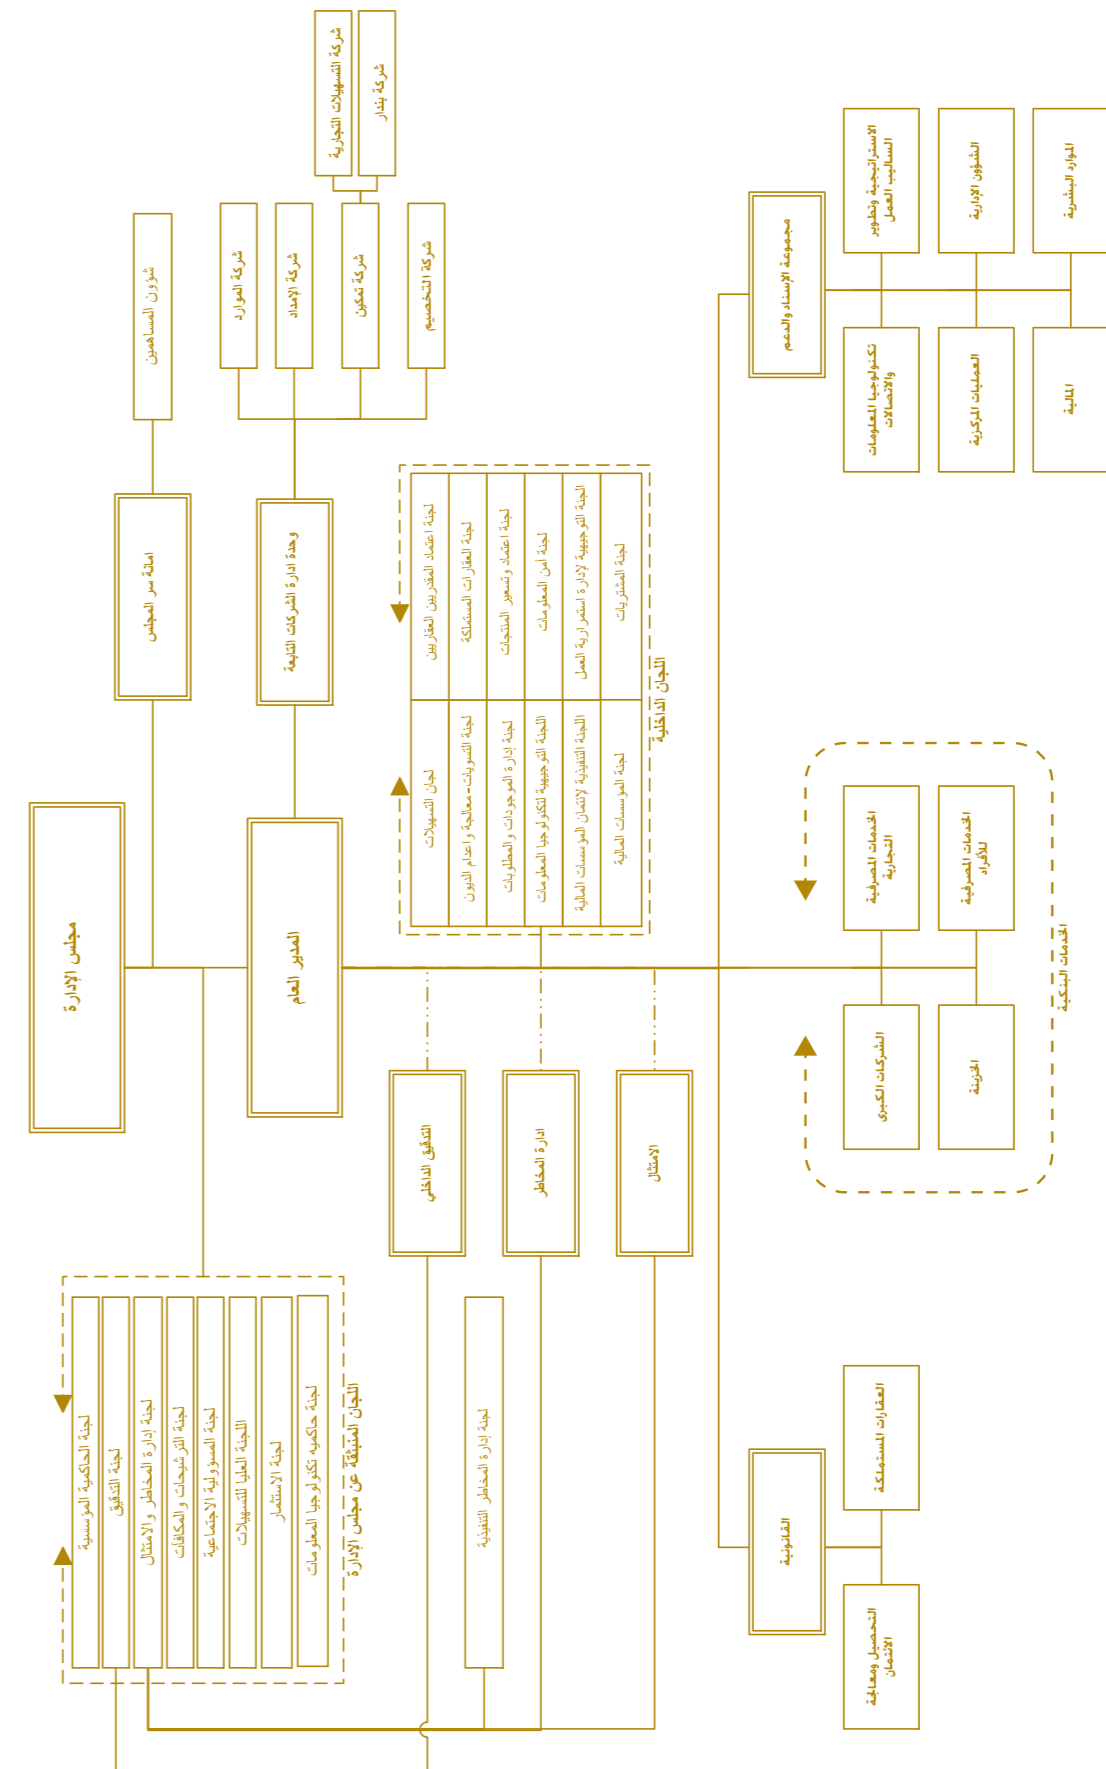 مجلس الإدارة
امانة سر المجلس
شؤون المساهمين
المدير العام
وحدة ادارة الشركات التابعة
شركة الموارد
شركة الإمداد
شركة تمكين
شركة التخصيم
شركة التسهيلات التجارية
شركة بندار
اللجان المنبثقة عن مجلس الإدارة
لجنة الحاكمية المؤسسية
لجنة التدقيق
لجنة إدارة المخاطر والامتثال
لجنة الترشيحات والمكافآت
لجنة المسؤولية الاجتماعية
اللجنة العليا للتسهيلات
لجنة الاستثمار
لجنة حاكميه تكنولوجيا المعلومات
التدقيق الداخلي
ادارة المخاطر
الامتثال
لجنة إدارة المخاطر التنفيذية
اللجان الداخلية
لجنة اعتماد المقدريين العقاريين
لجان التسهيلات
لجنة العقارات المستملكة
لجنة التسويات-معالجة واعدام الديون
لجنة اعتماد وتسعير المنتجات
لجنة إدارة الموجودات والمطلوبات
لجنة أمن المعلومات
اللجنة التوجيهية لتكنولوجيا المعلومات
اللجنة التوجيهية لإدارة استمرارية العمل
اللجنة التنفيذية لإئتمان المؤسسات المالية
لجنة المشتريات
لجنة المؤسسات المالية
مجموعة الإسناد والدعم
الاستراتيجية وتطوير
اساليب العمل
الشؤون الإدارية
الموارد البشرية
تكنولوجيا المعلومات
والاتصالات
العمليات المركزية
المالية
الخدمات البنكية
الخدمات المصرفية
التجارية
الخدمات المصرفية
للأفراد
الشركات الكبرى
الخزينة
القانونية
العقارات المستملكة
التحصيل ومعالجة
الائتمان